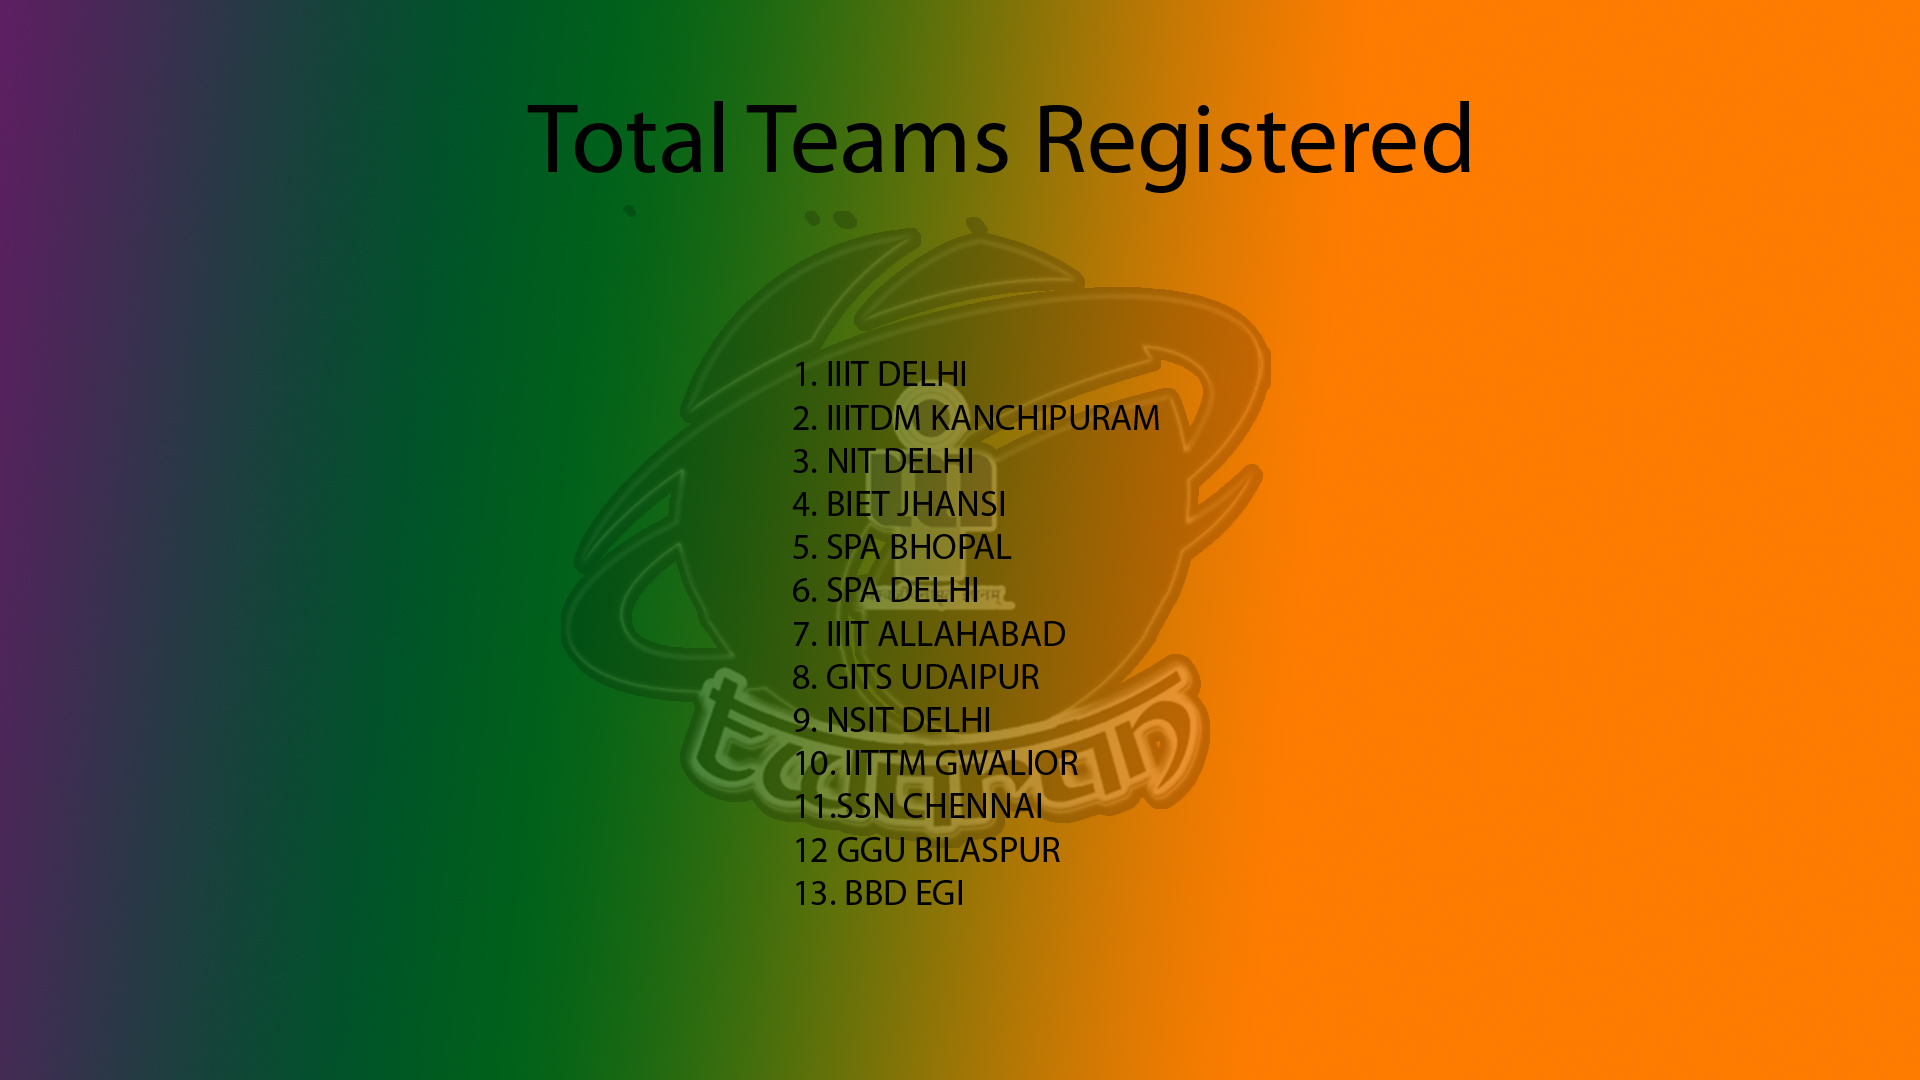 Total Teams Registered
1. IIIT DELHI
2. IIITDM KANCHIPURAM
3. NIT DELHI
4. BIET JHANSI
5. SPA BHOPAL
6. SPA DELHI
7. IIIT ALLAHABAD
8. GITS UDAIPUR
9. NSIT DELHI
10. IITTM GWALIOR
11.SSN CHENNAI
12 GGU BILASPUR
13. BBD EGI